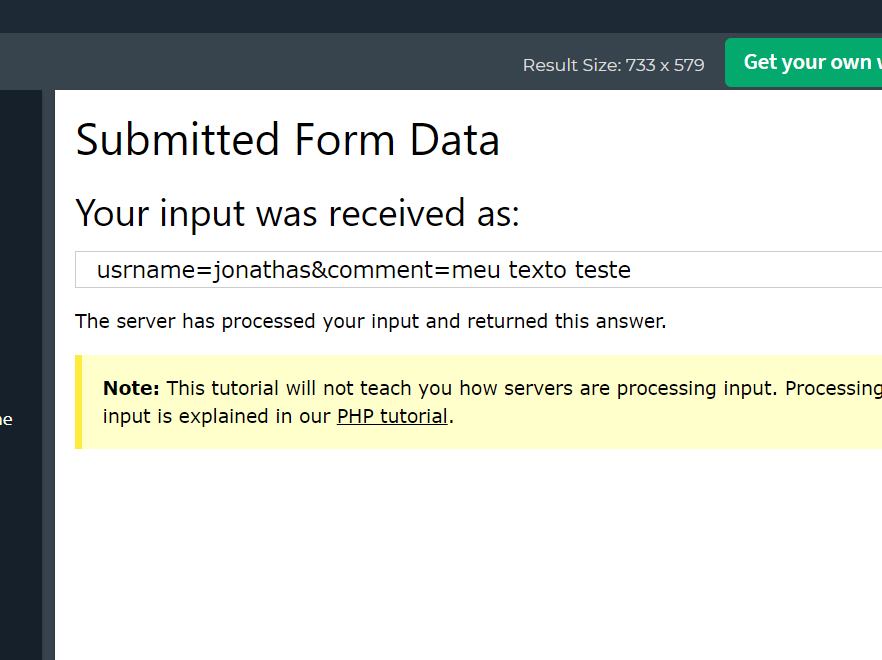 Result Size: 733 x 579
Get your own
Submitted Form Data
Your input was received as:
usrname=jonathas&comment=meu texto teste
The server has processed your input and returned this answer.
Note: This tutorial will not teach you how servers are processing input. Processing
input is explained in our PHP tutorial.